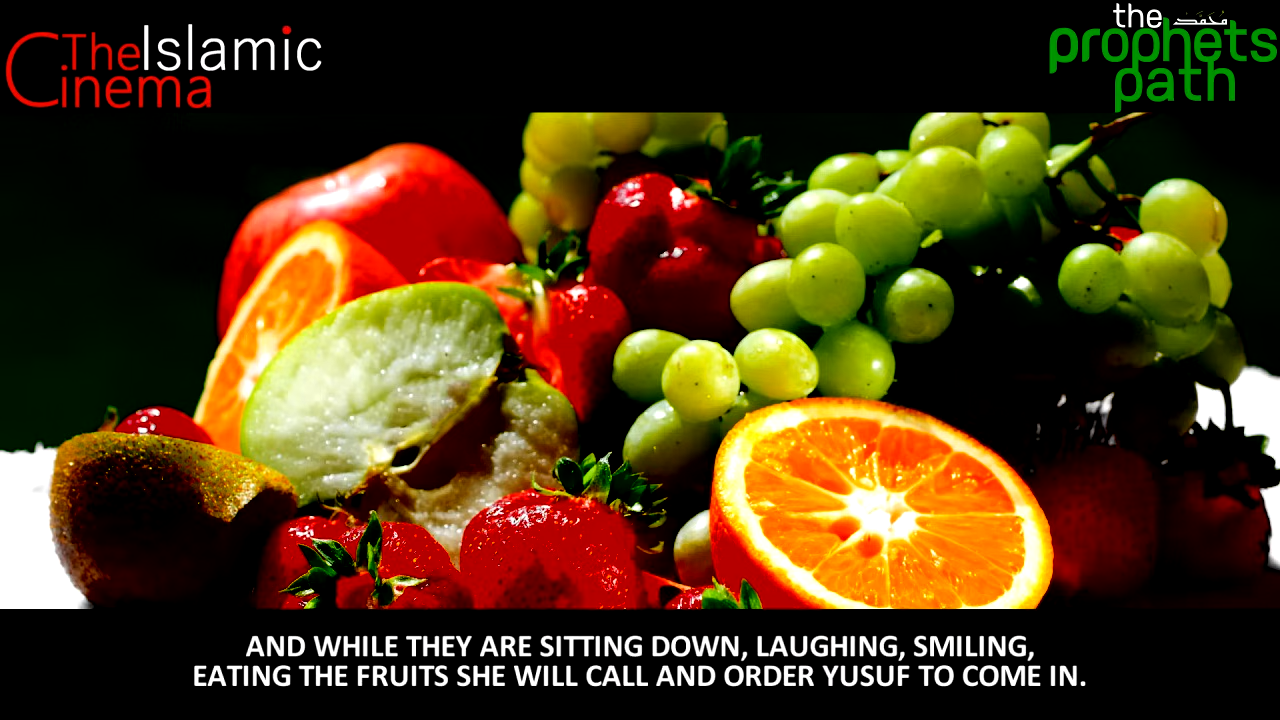 TheIslamic
Cinema
the مُحَمَّد
prophets
path
AND WHILE THEY ARE SITTING DOWN, LAUGHING, SMILING,
EATING THE FRUITS SHE WILL CALL AND ORDER YUSUF TO COME IN.